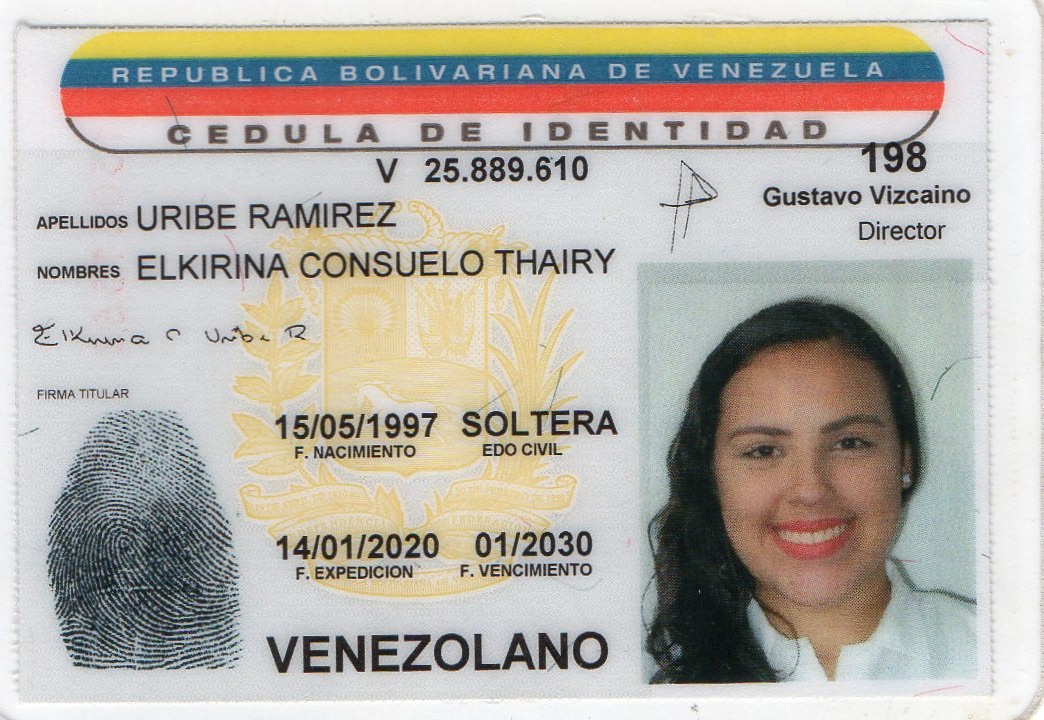 REPUBLICA BOLIVARIANA DE VENEZUELA
CEDULA DE IDENTIDAD
V 25.889.610
198
Gustavo Vizcaino
Director
APELLIDOS URIBE RAMIREZ
NOMBRES ELKIRINA CONSUELO THAIRY
Elkirina C Uribe R
FIRMA TITULAR
15/05/1997 SOLTERA
F. NACIMIENTO EDO CIVIL
14/01/2020 01/2030
F. EXPEDICION F. VENCIMIENTO
VENEZOLANO